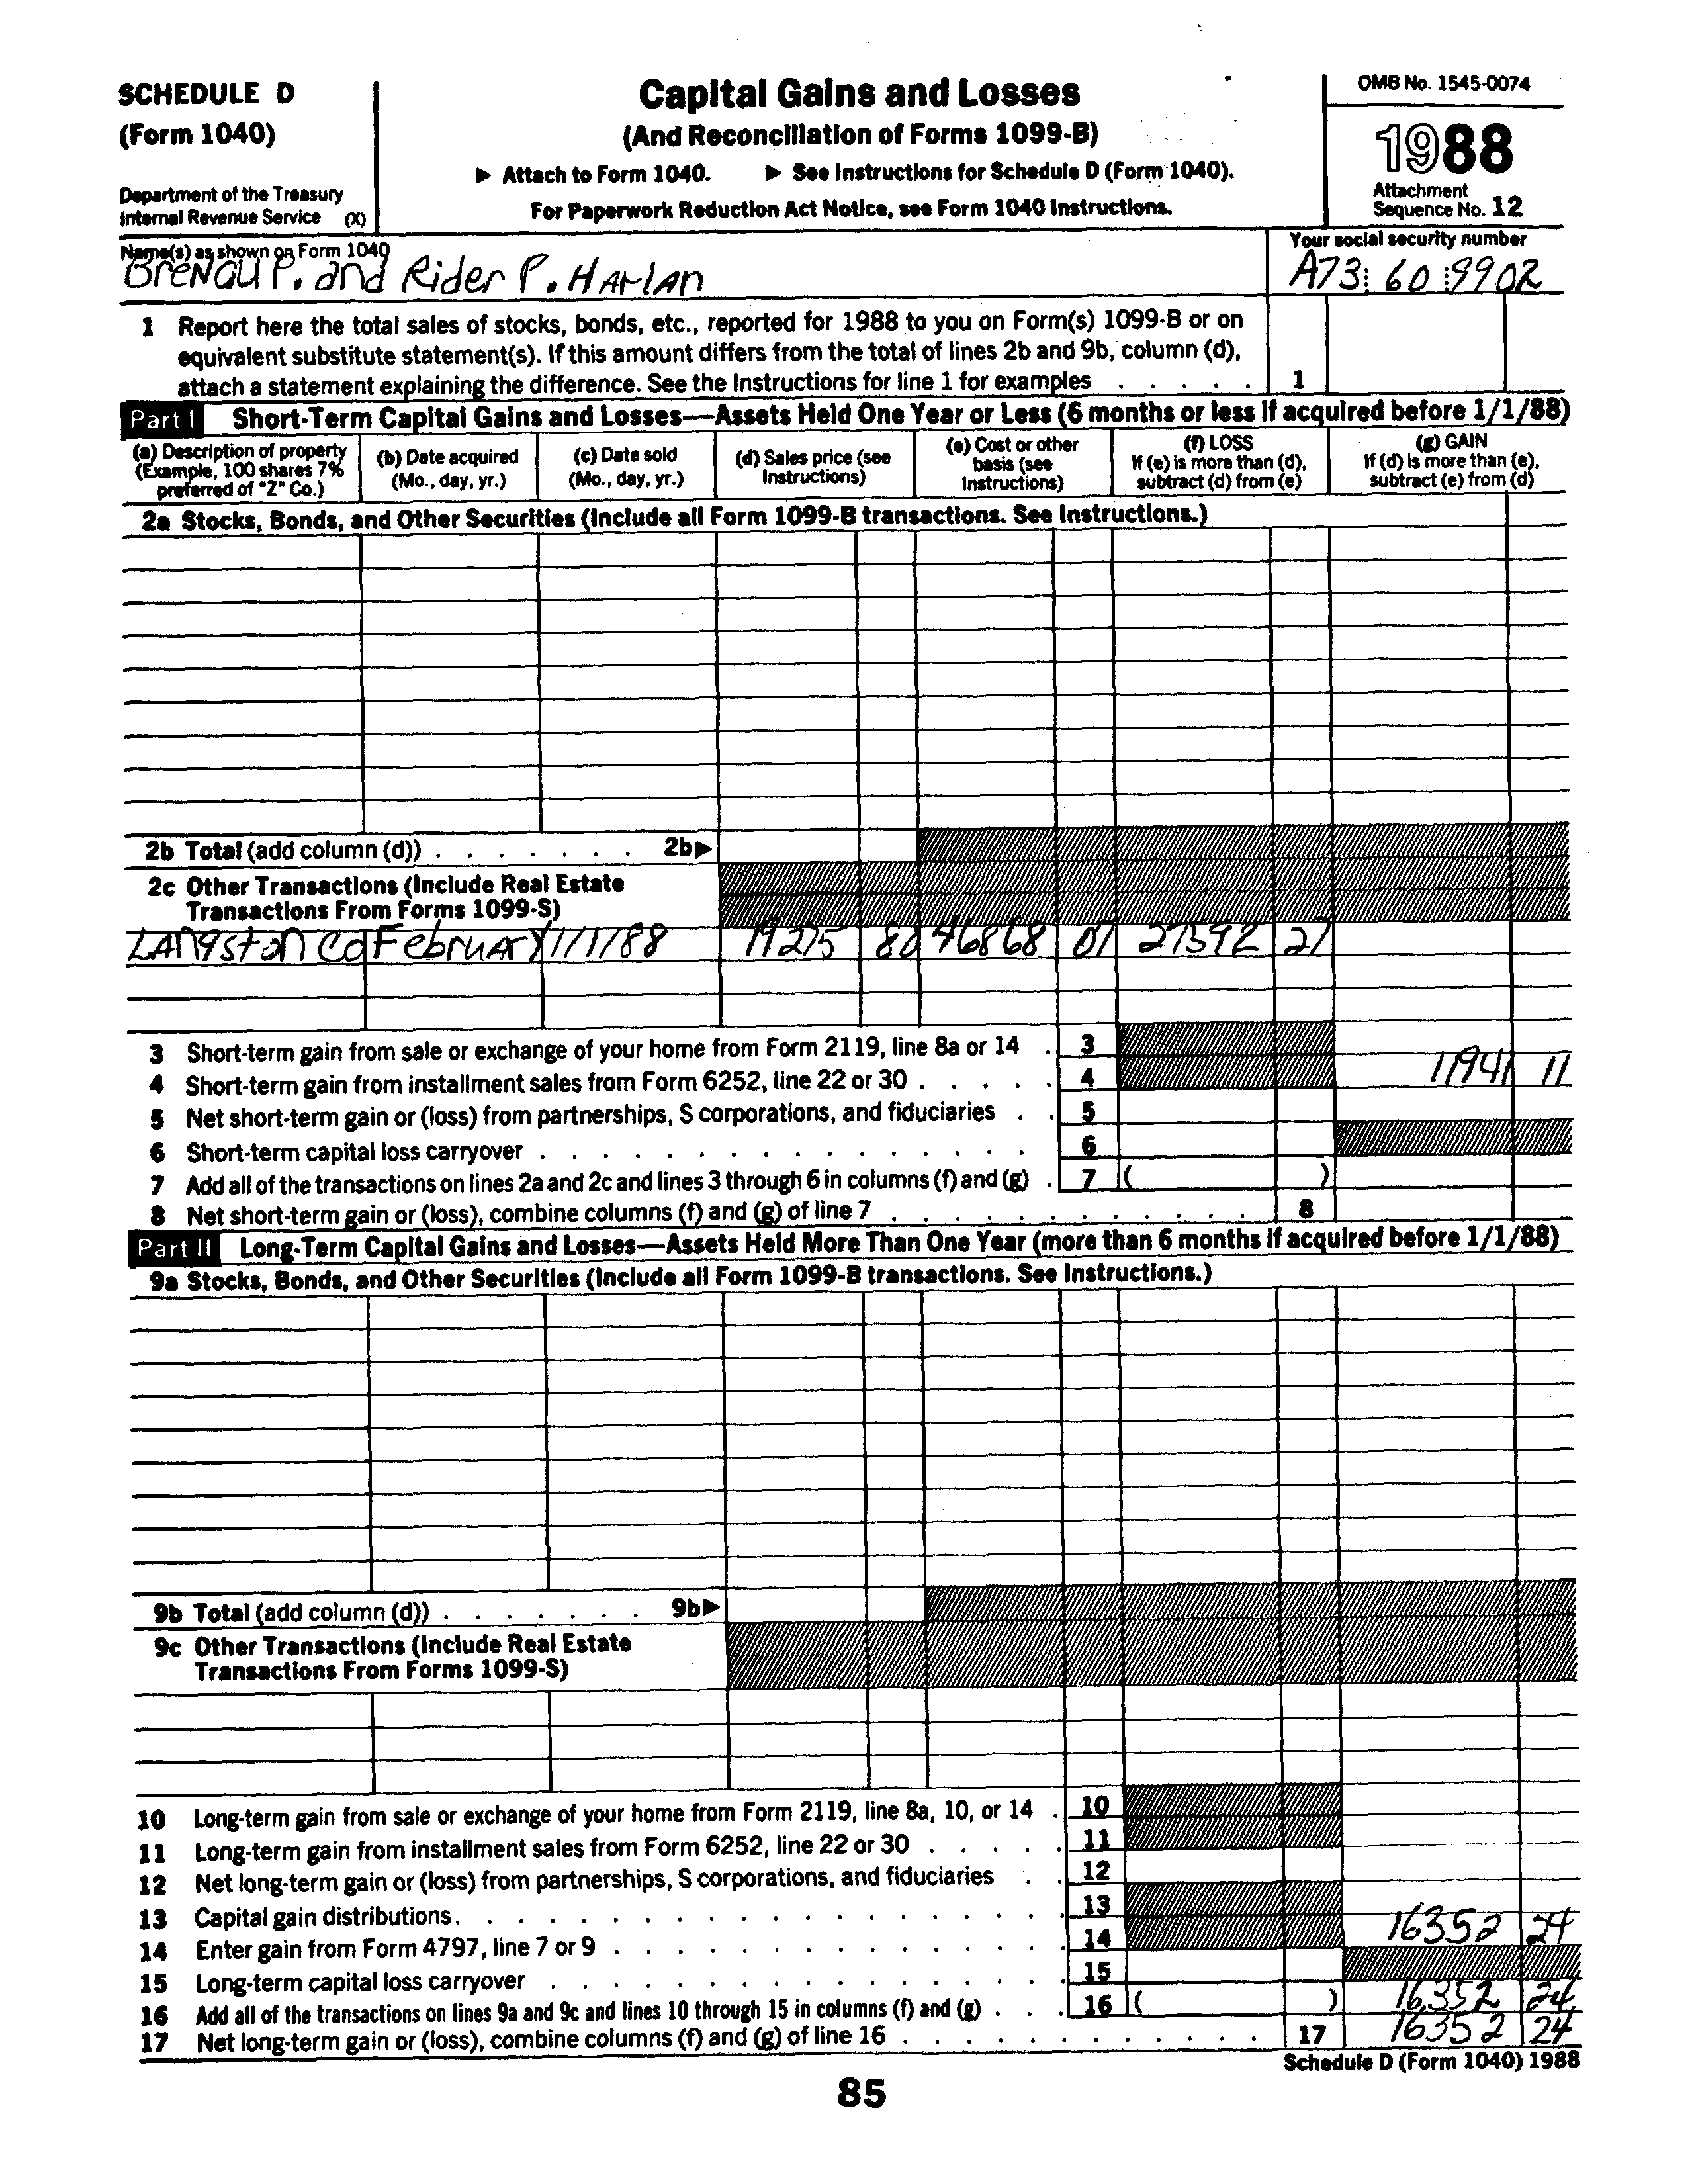 SCHEDULE D
(Form 1040)
Department of the Treasury
Internal Revenue Service (X)
Capital Gains and Losses
(And Reconciliation of Forms 1099-B)
▶ Attach to Form 1040. ▶ See Instructions for Schedule D (Form 1040).
For Paperwork Reduction Act Notice, see Form 1040 Instructions.
OMB No. 1545-0074
1988
Attachment
Sequence No. 12
Name(s) as shown on Form 1040
P. and Rider P. Harlan
Your social security number
A73 60 9902
1 Report here the total sales of stocks, bonds, etc., reported for 1988 to you on Form(s) 1099-B or on
equivalent substitute statement(s). If this amount differs from the total of lines 2b and 9b, column (d),
attach a statement explaining the difference. See the Instructions for line 1 for examples . . . . . 1
Part I Short-Term Capital Gains and Losses—Assets Held One Year or Less (6 months or less if acquired before 1/1/88)
(a) Description of property
(Example, 100 shares 7%
preferred of "Z" Co.)
(b) Date acquired
(Mo., day, yr.)
(c) Date sold
(Mo., day, yr.)
(d) Sales price (see
Instructions)
(e) Cost or other
basis (see
Instructions)
(f) LOSS
If (e) is more than (d),
subtract (d) from (e)
(g) GAIN
If (d) is more than (e),
subtract (e) from (d)
2a Stocks, Bonds, and Other Securities (Include all Form 1099-B transactions. See Instructions.)
2b Total (add column (d)) . . . . . . . 2b▶
2c Other Transactions (Include Real Estate
Transactions From Forms 1099-S)
Langston Co February 1/1/88 19275 80 46868 07 27592 27
3 Short-term gain from sale or exchange of your home from Form 2119, line 8a or 14 . 3
4 Short-term gain from installment sales from Form 6252, line 22 or 30 . . . . . 4 11941 11
5 Net short-term gain or (loss) from partnerships, S corporations, and fiduciaries . . 5
6 Short-term capital loss carryover . . . . . . . . . . . . . . . . 6
7 Add all of the transactions on lines 2a and 2c and lines 3 through 6 in columns (f) and (g) . 7 ( )
8 Net short-term gain or (loss), combine columns (f) and (g) of line 7 . . . . . . . . . . . . 8
Part II Long-Term Capital Gains and Losses—Assets Held More Than One Year (more than 6 months if acquired before 1/1/88)
9a Stocks, Bonds, and Other Securities (Include all Form 1099-B transactions. See Instructions.)
9b Total (add column (d)) . . . . . . . 9b▶
9c Other Transactions (Include Real Estate
Transactions From Forms 1099-S)
10 Long-term gain from sale or exchange of your home from Form 2119, line 8a, 10, or 14 . 10
11 Long-term gain from installment sales from Form 6252, line 22 or 30 . . . . . 11
12 Net long-term gain or (loss) from partnerships, S corporations, and fiduciaries . . 12
13 Capital gain distributions. . . . . . . . . . . . . . . . . . . 13
14 Enter gain from Form 4797, line 7 or 9 . . . . . . . . . . . . . . 14 16352 24
15 Long-term capital loss carryover . . . . . . . . . . . . . . . . 15
16 Add all of the transactions on lines 9a and 9c and lines 10 through 15 in columns (f) and (g) . . . 16 ( ) 16352 24
17 Net long-term gain or (loss), combine columns (f) and (g) of line 16 . . . . . . . . . . . . 17 16352 24
Schedule D (Form 1040) 1988
85